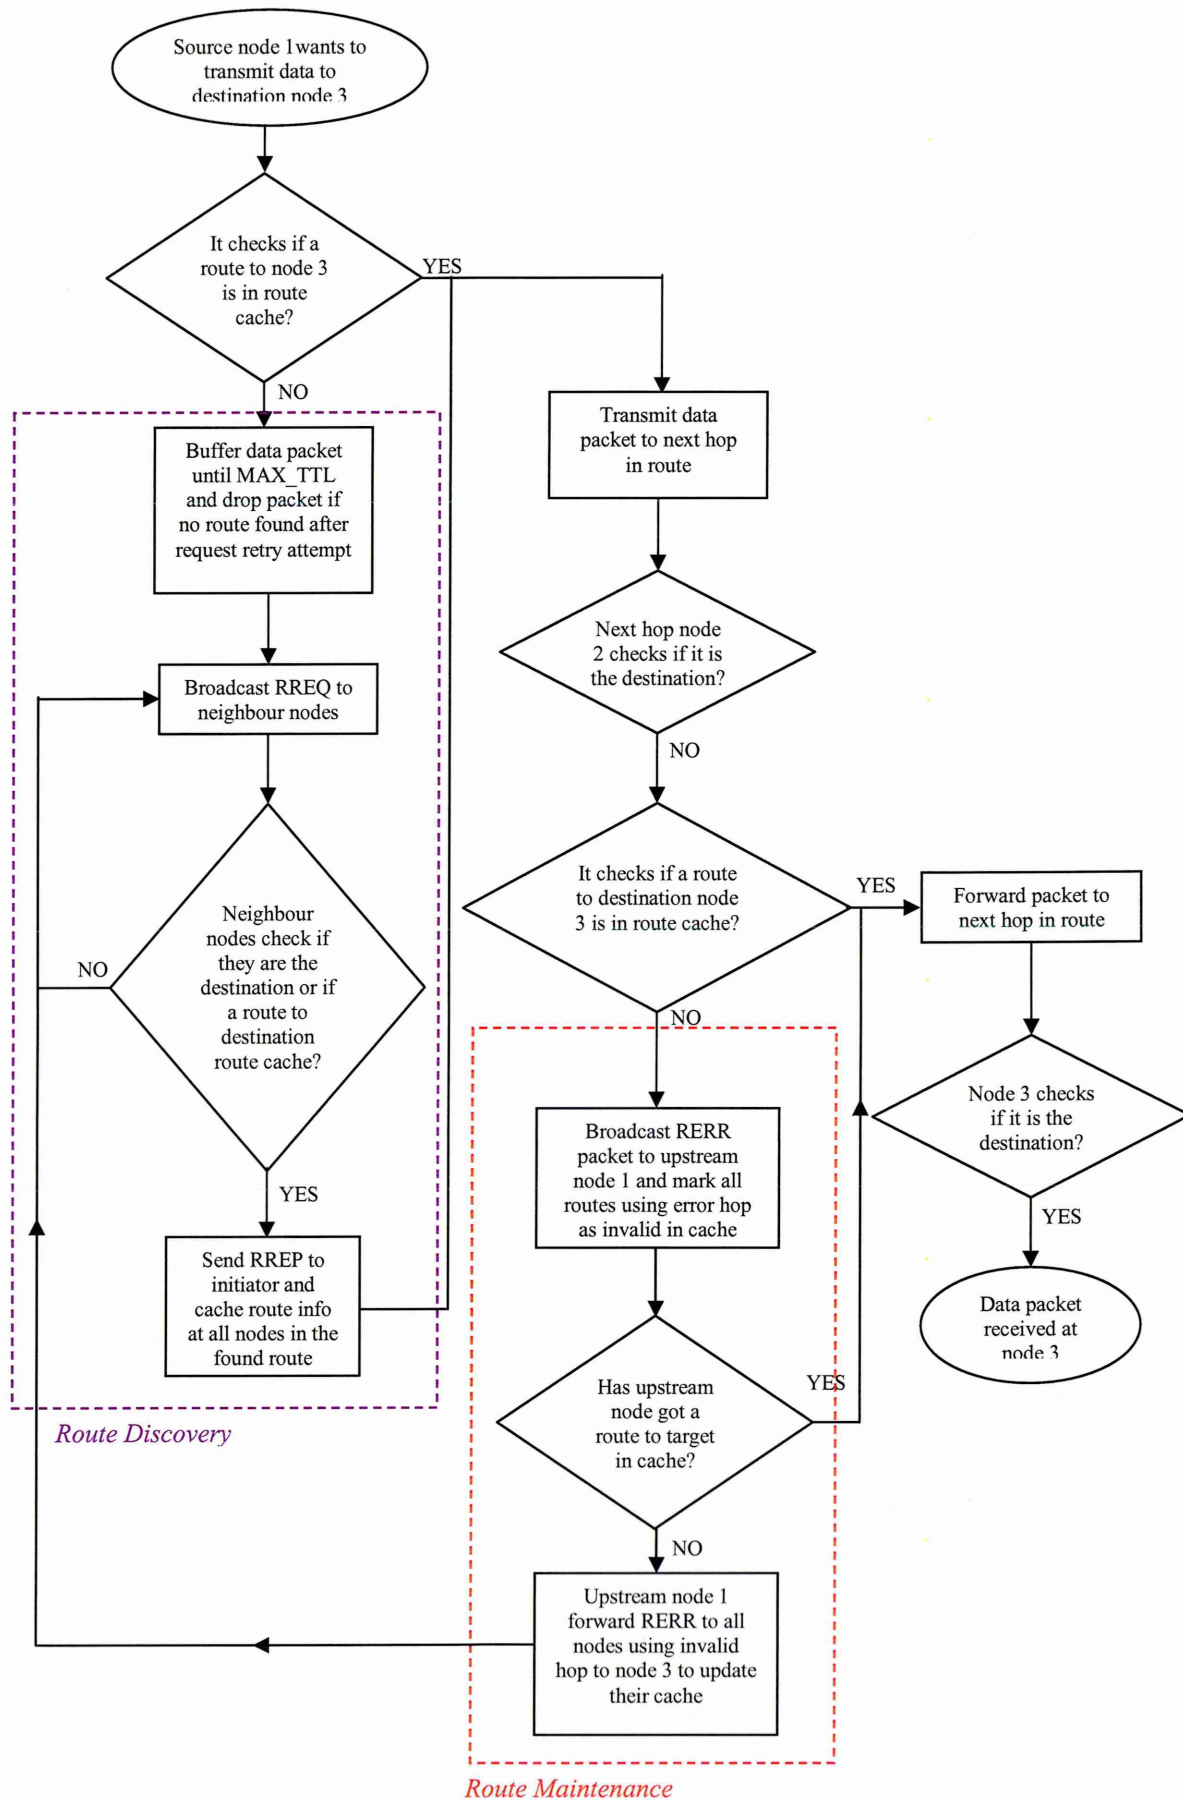 Source node 1wants to
transmit data to
destination node 3
It checks if a
route to node 3
is in route
cache?
YES
NO
Buffer data packet
until MAX_TTL
and drop packet if
no route found after
request retry attempt
Broadcast RREQ to
neighbour nodes
Neighbour
nodes check if
they are the
destination or if
a route to
destination
route cache?
NO
YES
Send RREP to
initiator and
cache route info
at all nodes in the
found route
Route Discovery
Transmit data
packet to next hop
in route
Next hop node
2 checks if it is
the destination?
NO
It checks if a route
to destination node
3 is in route cache?
YES
NO
Broadcast RERR
packet to upstream
node 1 and mark all
routes using error hop
as invalid in cache
Has upstream
node got a
route to target
in cache?
YES
NO
Upstream node 1
forward RERR to all
nodes using invalid
hop to node 3 to update
their cache
Route Maintenance
Forward packet to
next hop in route
Node 3 checks
if it is the
destination?
YES
Data packet
received at
node 3